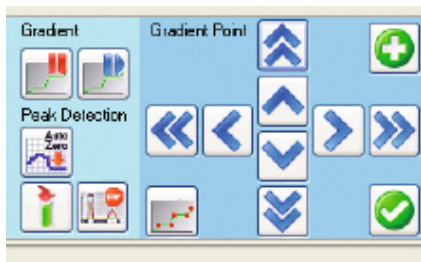 Gradient
Gradient Point
Peak Detection
Auto
Zero